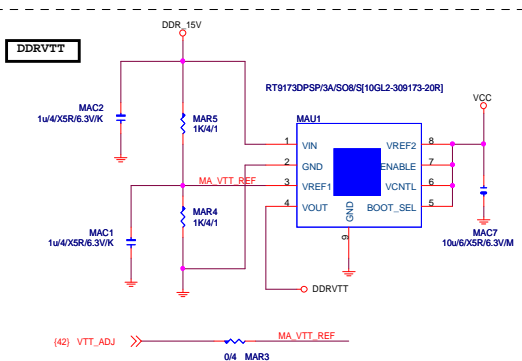 DDRVTT
DDR_15V
RT9173DPSP/3A/SO8/S[10GL2-309173-20R]
VCC
MAC2
1u/4/X5R/6.3V/K
MAR5
1K/4/1
MAU1
1 VIN VREF2 8
2 GND ENABLE 7
MA_VTT_REF 3 VREF1 VCNTL 6
4 VOUT BOOT_SEL 5
GND
9
MAR4
1K/4/1
MAC1
1u/4/X5R/6.3V/K
MAC7
10u/6/X5R/6.3V/M
DDRVTT
(42) VTT_ADJ
MA_VTT_REF
0/4 MAR3